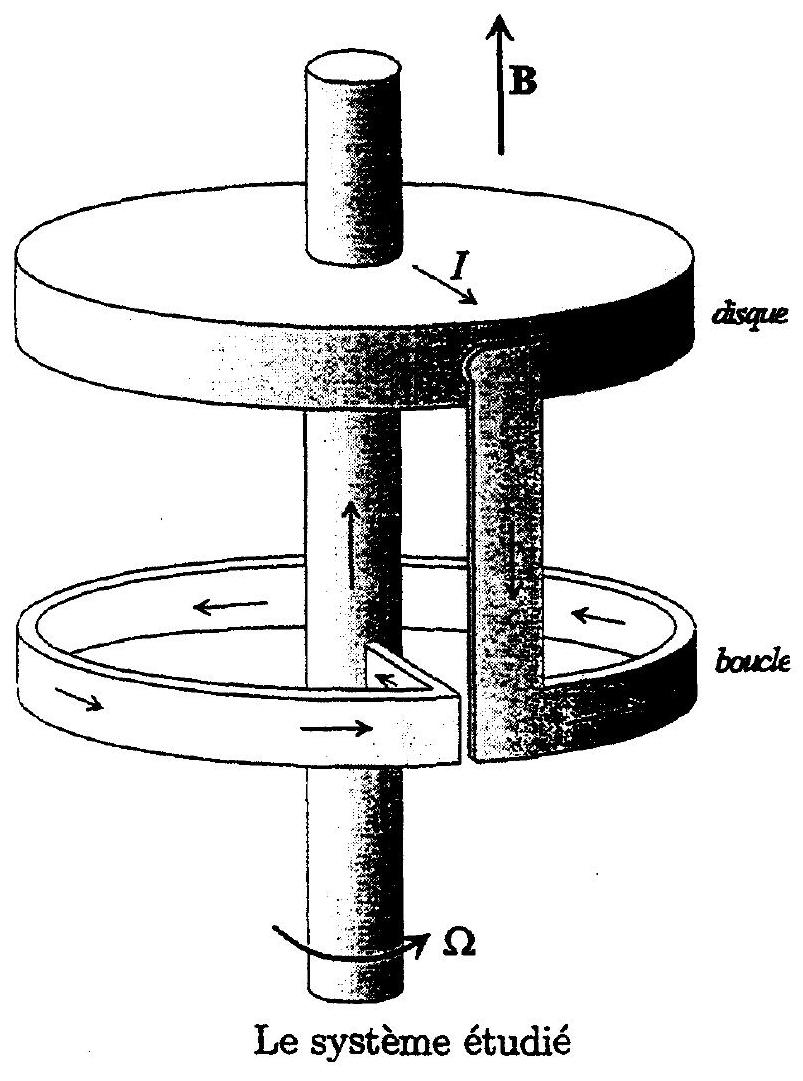 B
I
disque
boucle
Ω
Le système étudié